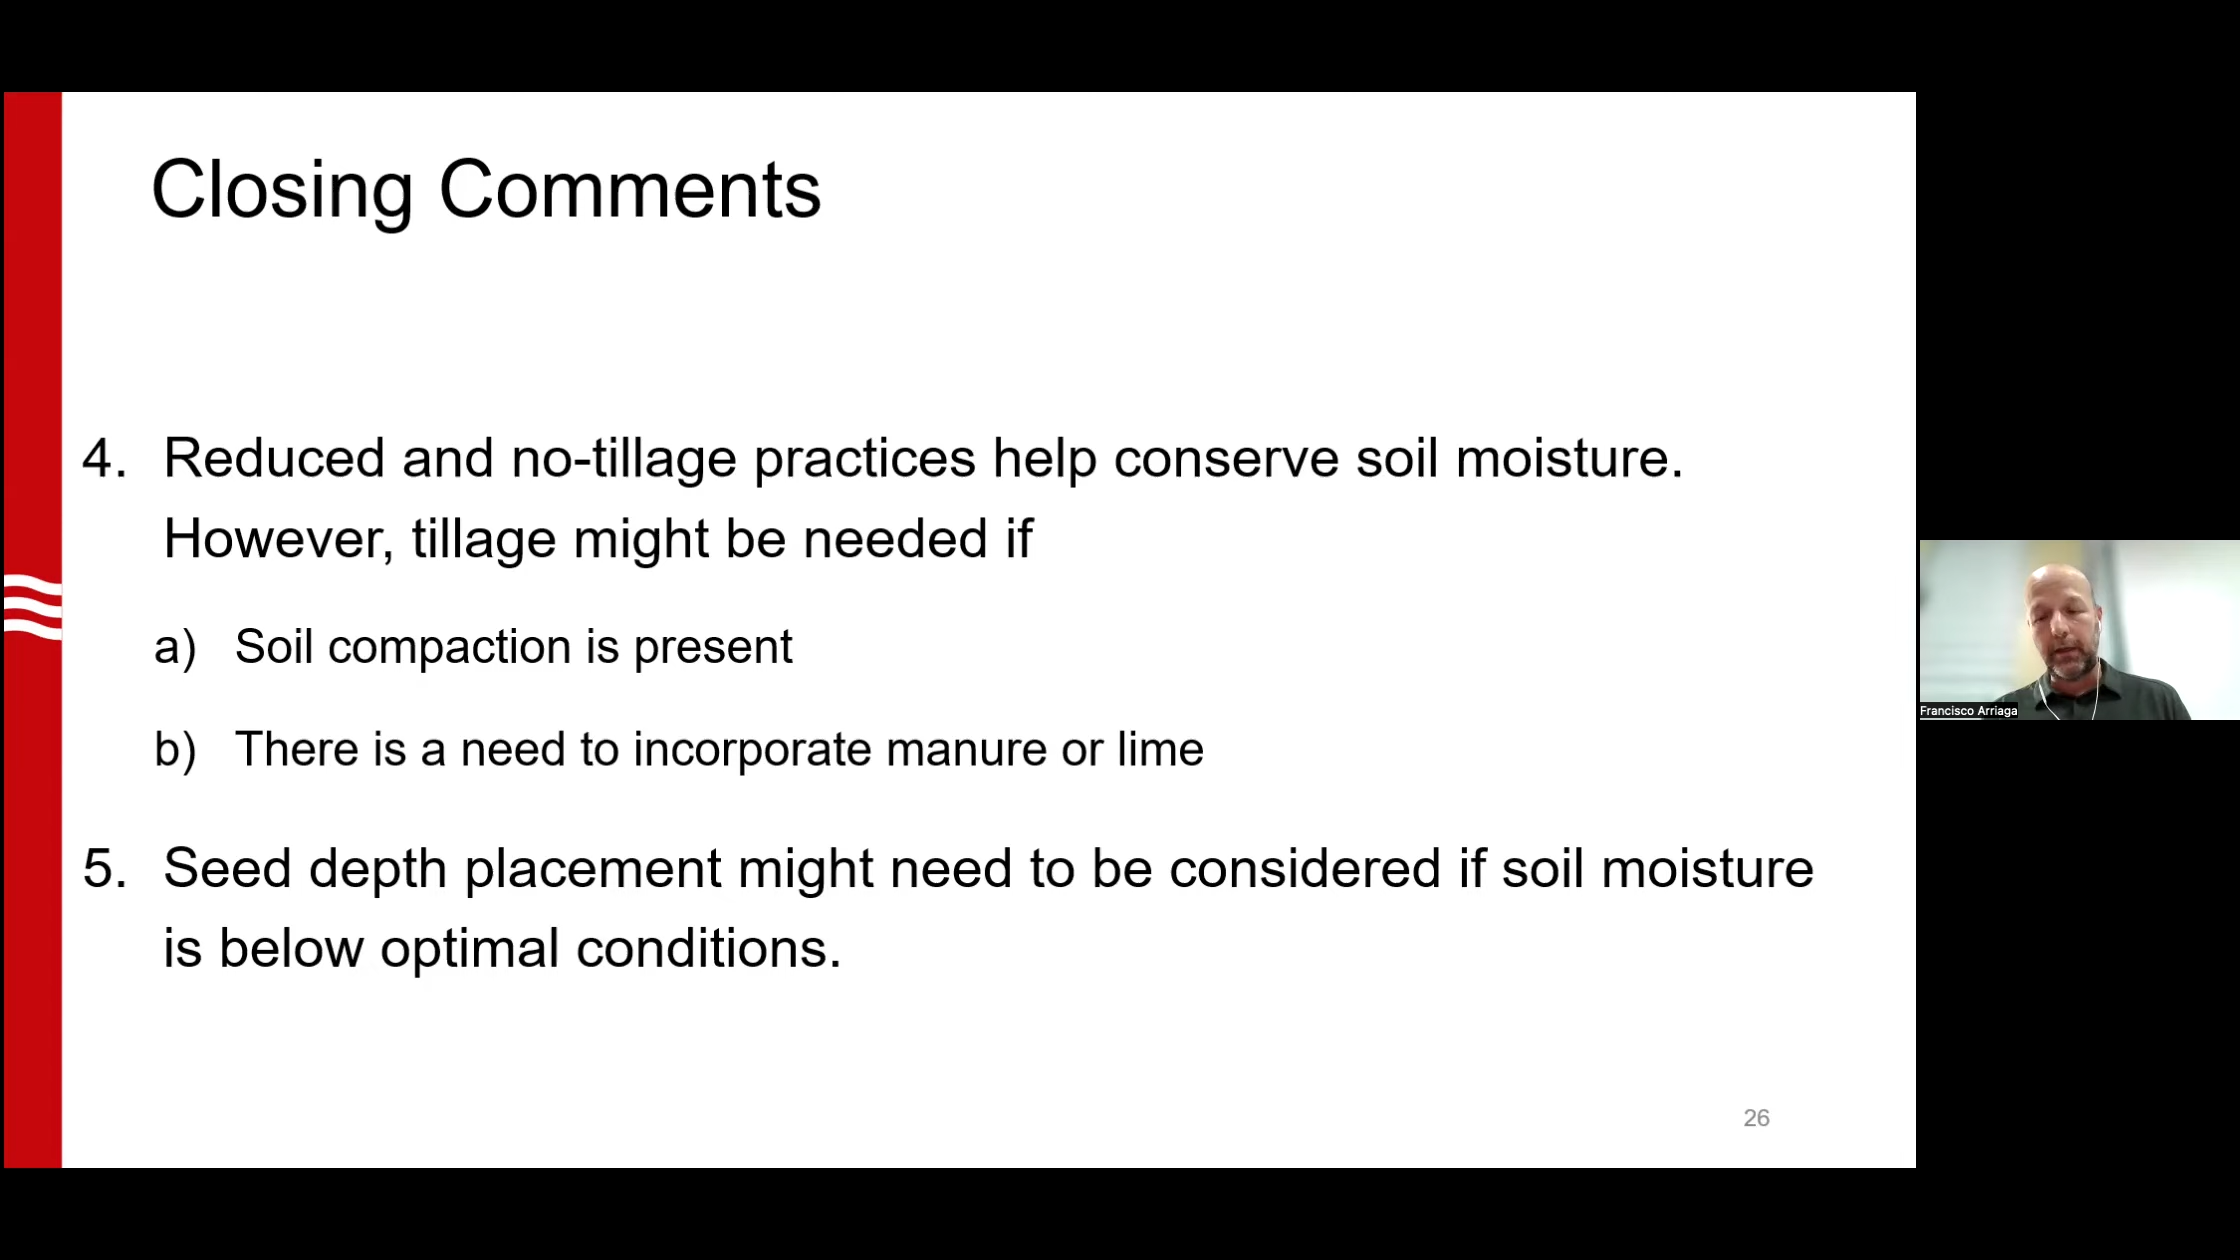 Closing Comments
4. Reduced and no-tillage practices help conserve soil moisture.
However, tillage might be needed if
a) Soil compaction is present
b) There is a need to incorporate manure or lime
5. Seed depth placement might need to be considered if soil moisture
is below optimal conditions.
26
Francisco Arriaga